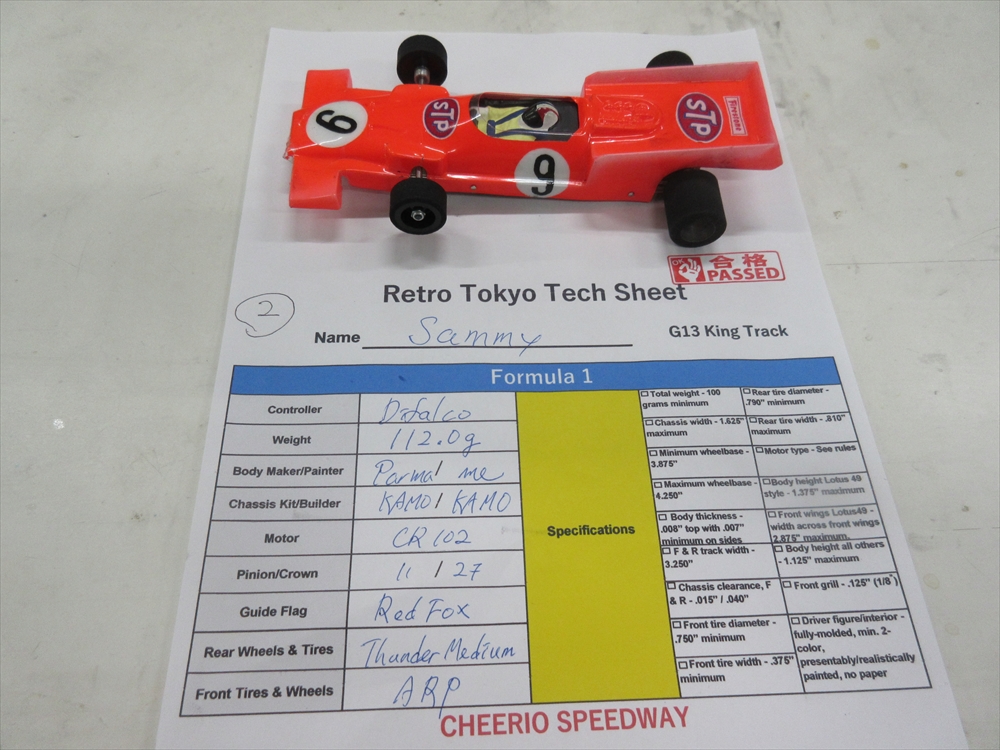 9
STP
9
STP
Firestone
OK
合格
PASSED
Retro Tokyo Tech Sheet
2
Name Sammy
G13 King Track
Formula 1
Controller Difalco
Weight 112.0g
Body Maker/Painter Parma/ me
Chassis Kit/Builder KAMO/ KAMO
Motor CR102
Pinion/Crown 11 / 27
Guide Flag Red Fox
Rear Wheels & Tires Thunder Medium
Front Tires & Wheels ARP
Specifications
Total weight - 100
grams minimum
Rear tire diameter -
.790" minimum
Chassis width - 1.625"
maximum
Rear tire width - .810"
maximum
Minimum wheelbase -
3.875"
Motor type - See rules
Maximum wheelbase -
4.250"
Body height Lotus 49
style - 1.375" maximum
Body thickness -
.008" top with .007"
minimum on sides
Front wings Lotus49 -
width across front wings
2.875" maximum.
F & R track width -
3.250"
Body height all others
- 1.125" maximum
Chassis clearance, F
& R - .015" / .040"
Front grill - .125" (1/8")
Front tire diameter -
.750" minimum
Driver figure/interior -
fully-molded, min. 2-
color,
presentably/realistically
painted, no paper
Front tire width - .375"
minimum
CHEERIO SPEEDWAY